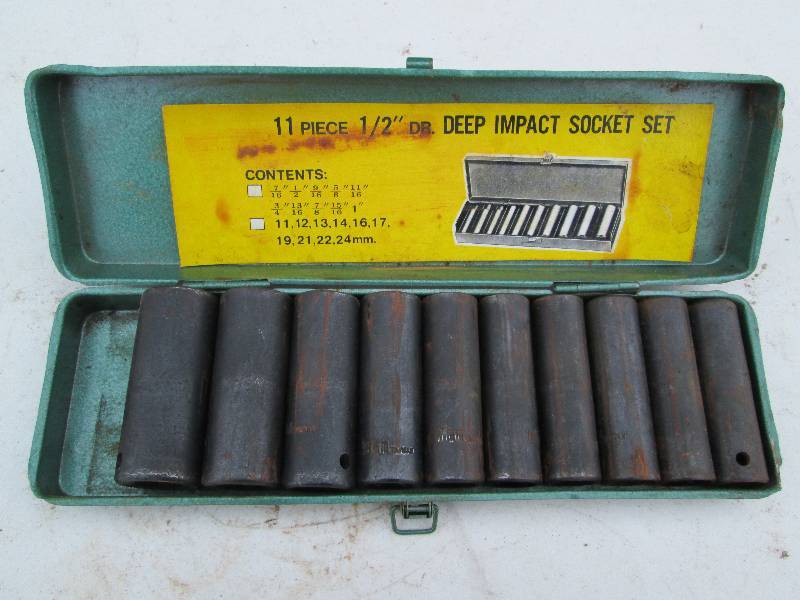 11 PIECE 1/2" DR. DEEP IMPACT SOCKET SET
CONTENTS:
7/16" 1/2" 9/16" 5/8" 11/16"
3/4" 13/16" 7/8" 15/16" 1"
11,12,13,14,16,17,
19,21,22,24mm.